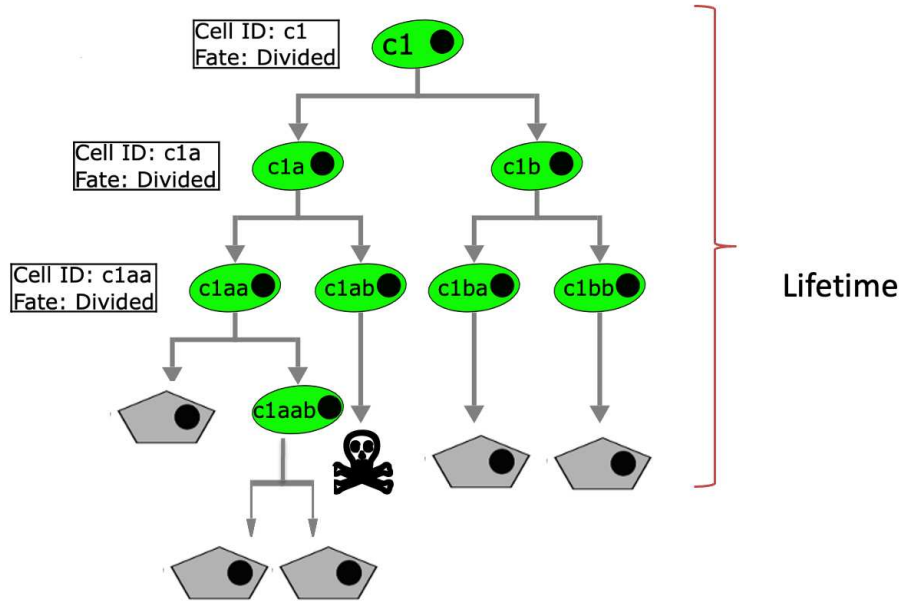 Cell ID: c1
Fate: Divided
c1
Cell ID: c1a
Fate: Divided
c1a
c1b
Cell ID: c1aa
Fate: Divided
c1aa
c1ab
c1ba
c1bb
Lifetime
c1aab